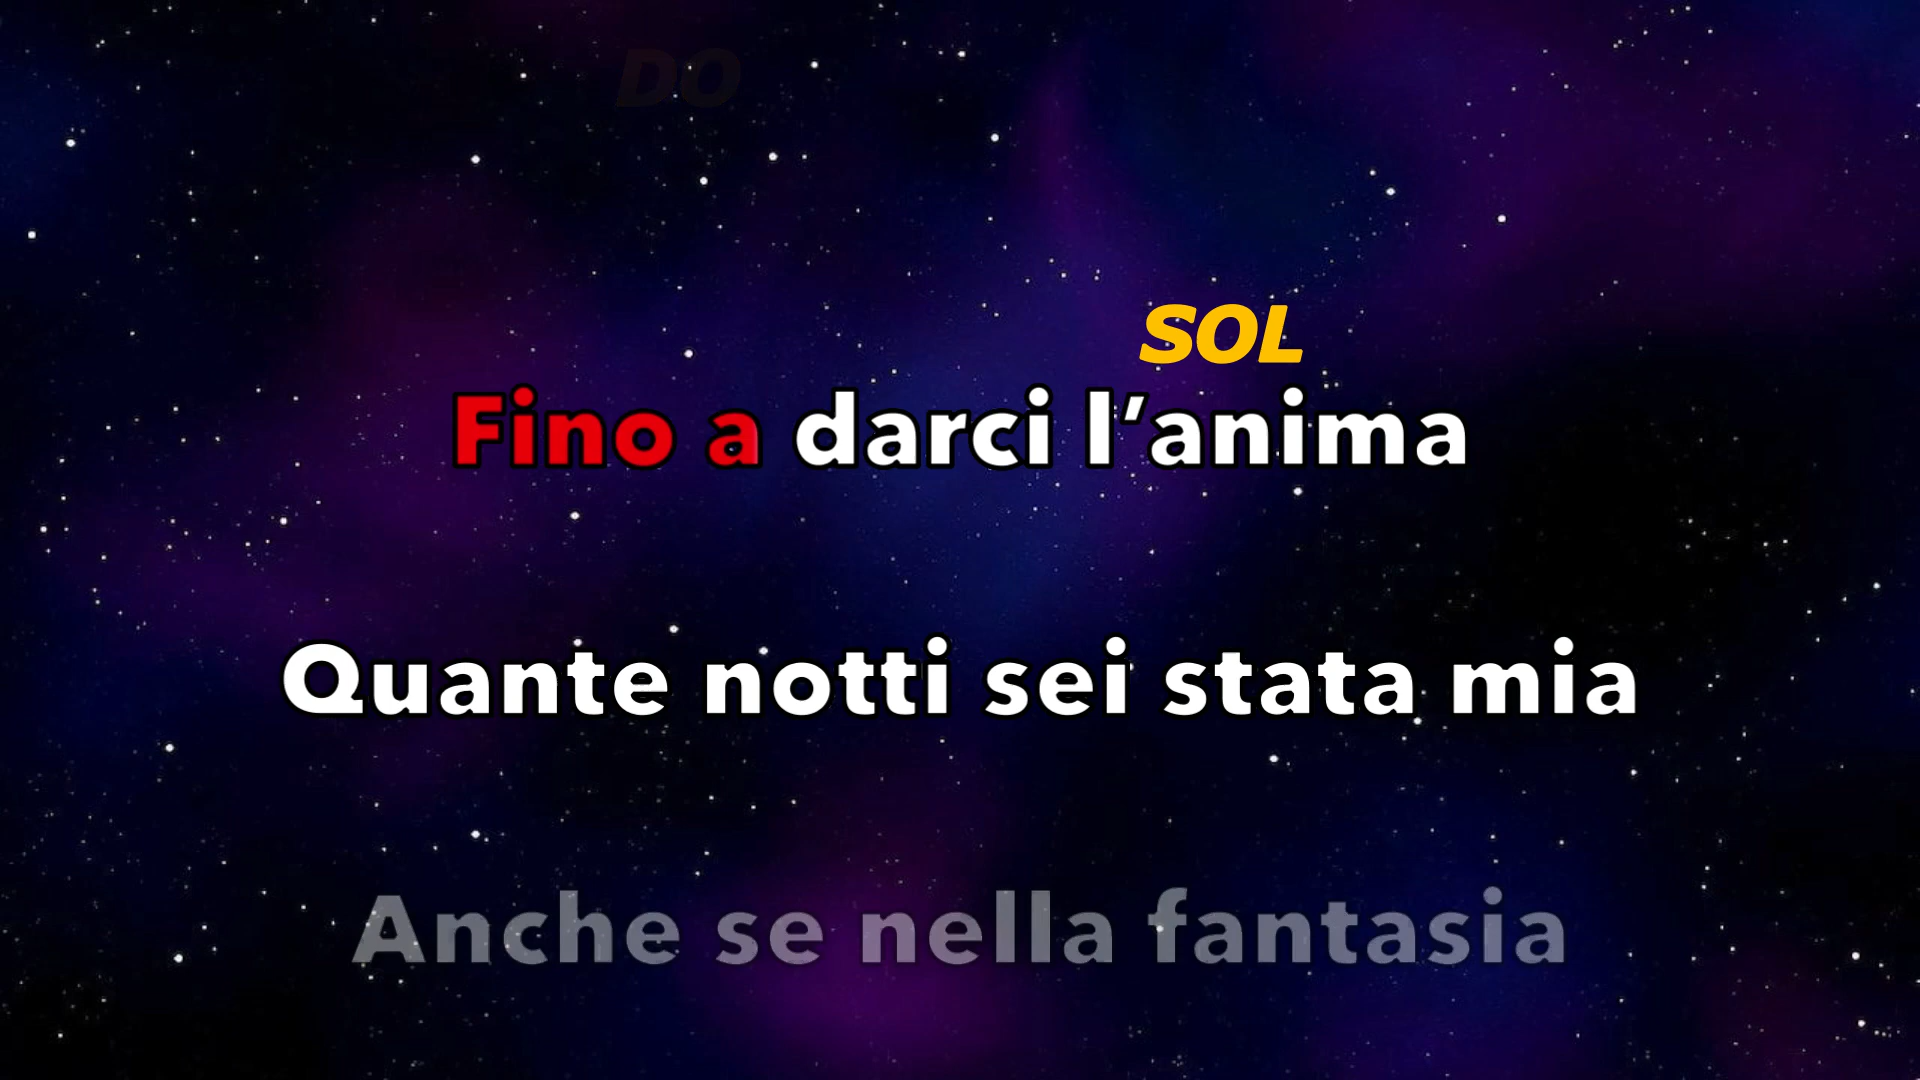 DO
SOL
Fino a darci l’anima
Quante notti sei stata mia
Anche se nella fantasia